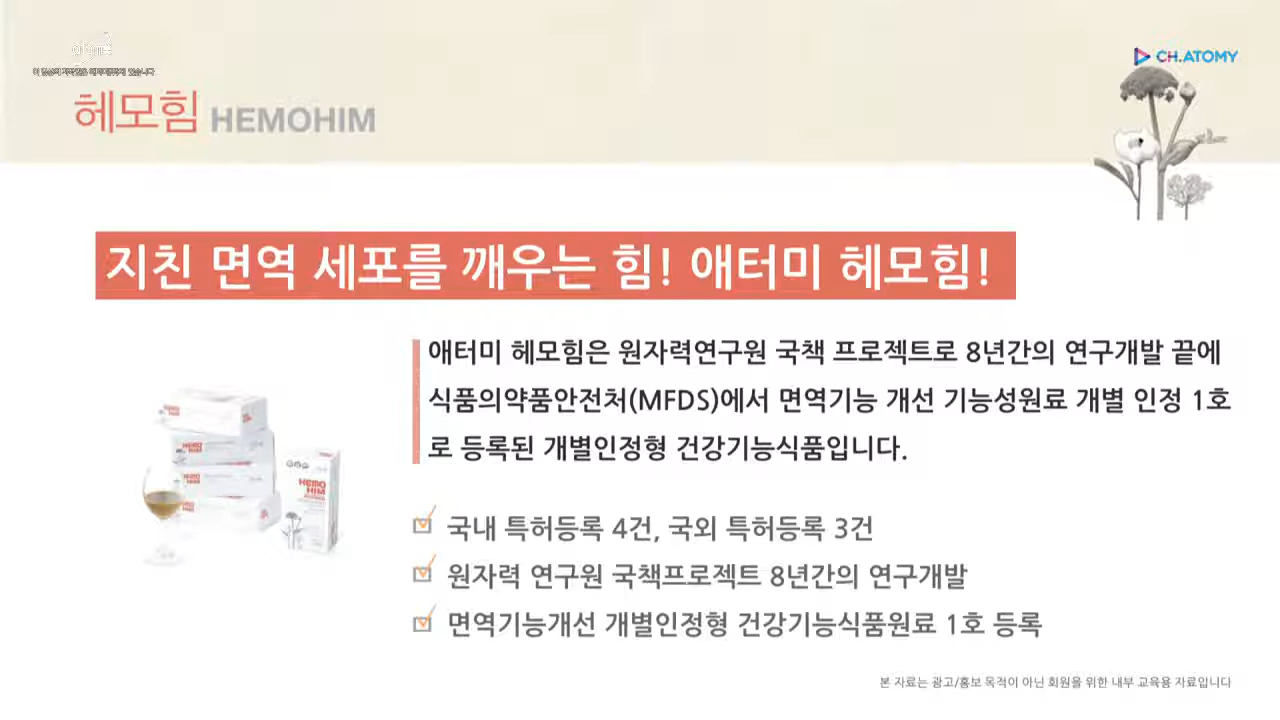 CH.ATOMY
헤모힘 HEMOHIM
지친 면역 세포를 깨우는 힘! 애터미 헤모힘!
애터미 헤모힘은 원자력연구원 국책 프로젝트로 8년간의 연구개발 끝에
식품의약품안전처(MFDS)에서 면역기능 개선 기능성원료 개별 인정 1호
로 등록된 개별인정형 건강기능식품입니다.
HEMO
HIM
국내 특허등록 4건, 국외 특허등록 3건
원자력 연구원 국책프로젝트 8년간의 연구개발
면역기능개선 개별인정형 건강기능식품원료 1호 등록
본 자료는 광고/홍보 목적이 아닌 회원을 위한 내부 교육용 자료입니다